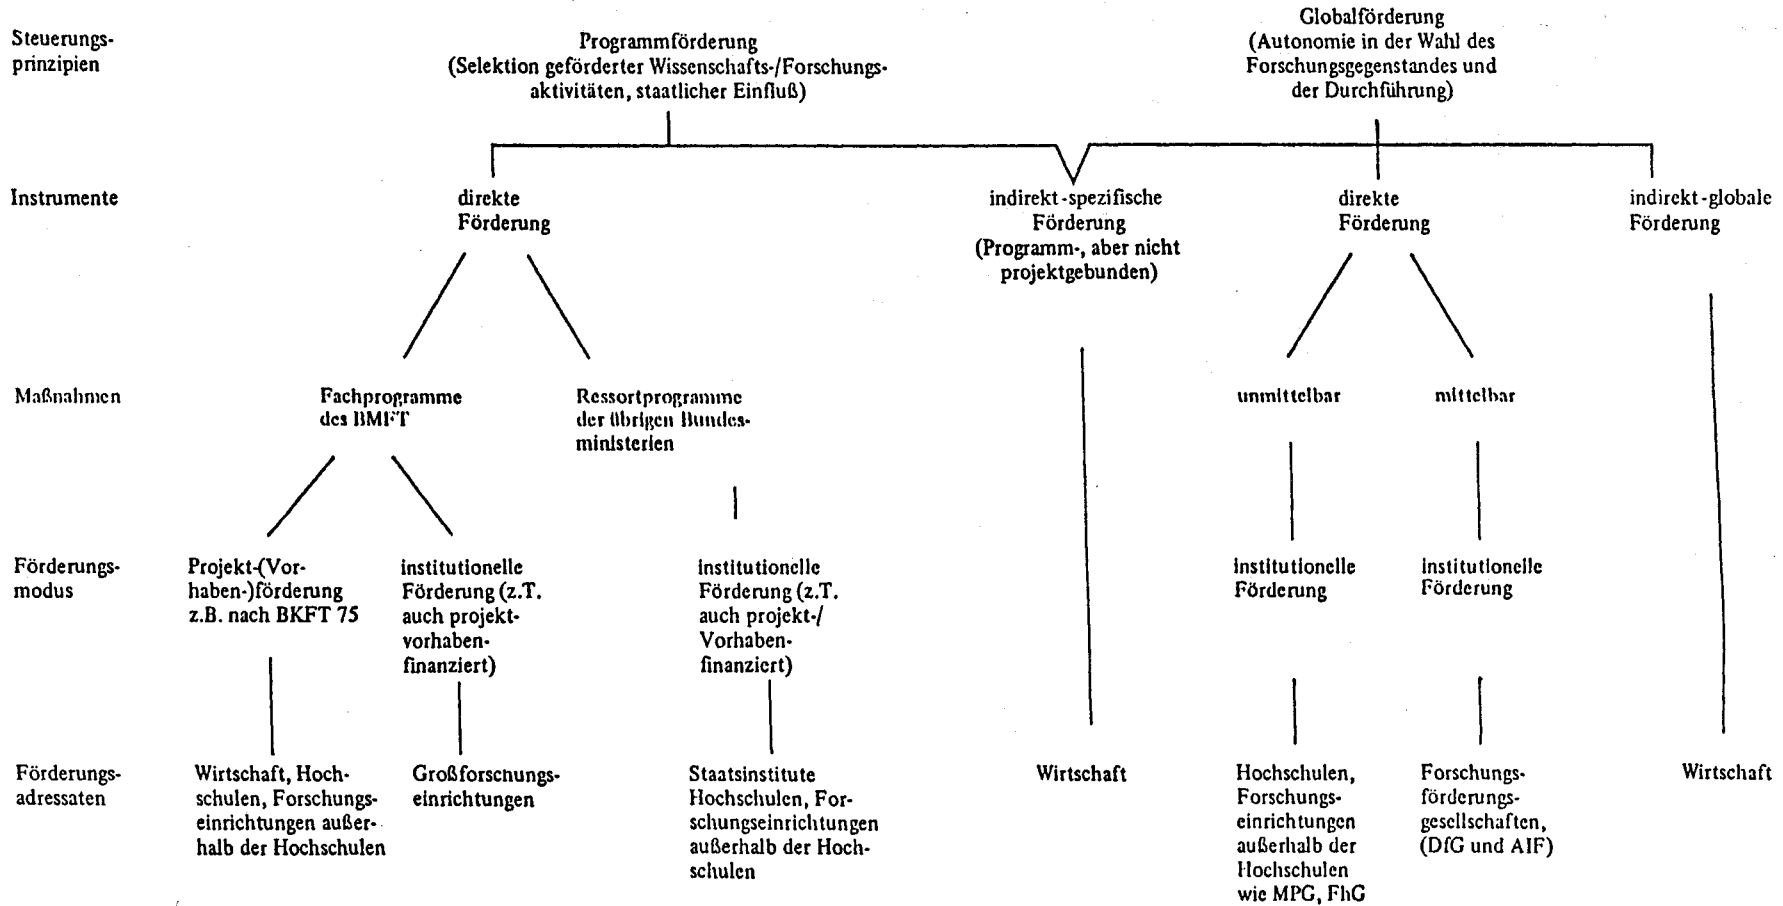 Steuerungs-
prinzipien
Programmförderung
(Selektion geförderter Wissenschafts-/Forschungs-
aktivitäten, staatlicher Einfluß)
Globalförderung
(Autonomie in der Wahl des
Forschungsgegenstandes und
der Durchführung)
Instrumente
direkte
Förderung
indirekt-spezifische
Förderung
(Programm-, aber nicht
projektgebunden)
direkte
Förderung
indirekt-globale
Förderung
Maßnahmen
Fachprogramme
des BMFT
Ressortprogramme
der übrigen Bundes-
ministerien
unmittelbar
mittelbar
Förderungs-
modus
Projekt-(Vor-
haben-)förderung
z.B. nach BKFT 75
institutionelle
Förderung (z.T.
auch projekt-
vorhaben-
finanziert)
institutionelle
Förderung (z.T.
auch projekt-/
Vorhaben-
finanziert)
institutionelle
Förderung
institutionelle
Förderung
Förderungs-
adressaten
Wirtschaft, Hoch-
schulen, Forschungs-
einrichtungen außer-
halb der Hochschulen
Großforschungs-
einrichtungen
Staatsinstitute
Hochschulen, For-
schungseinrichtungen
außerhalb der Hoch-
schulen
Wirtschaft
Hochschulen,
Forschungs-
einrichtungen
außerhalb der
Hochschulen
wie MPG, FhG
Forschungs-
förderungs-
gesellschaften,
(DfG und AIF)
Wirtschaft